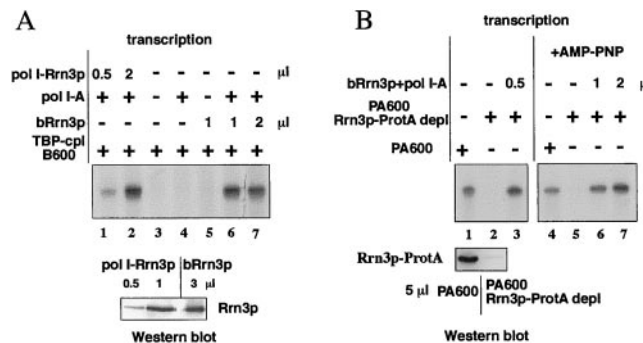 A
transcription
pol I-Rrn3p 0.5 2 - - - - - μl
pol I-A + + - + - + +
bRrn3p - - - - 1 1 2 μl
TBP-cpl
B600 + + + + + + +
1 2 3 4 5 6 7
pol I-Rrn3p bRrn3p
0.5 1 3 μl
Rrn3p
Western blot
B
transcription
+AMP-PNP
bRrn3p+pol I-A - - 0.5 - - 1 2 μ
PA600
Rrn3p-ProtA depl - + + - + + +
PA600 + - - + - - -
1 2 3 4 5 6 7
Rrn3p-ProtA
5 μl PA600 PA600
Rrn3p-ProtA depl
Western blot